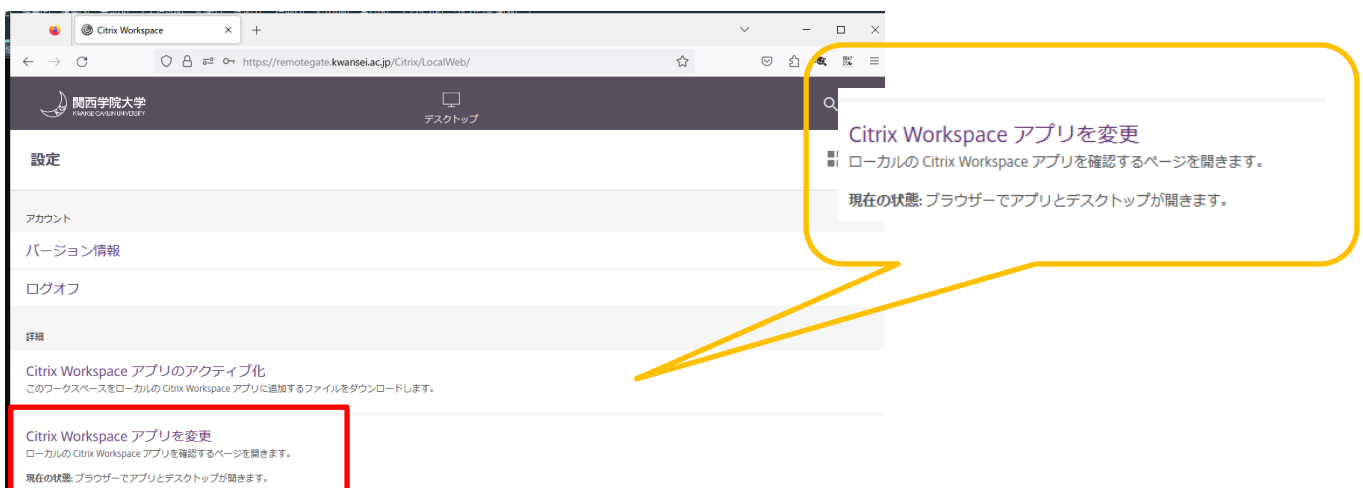 Citrix Workspace
https://remotegate.kwansei.ac.jp/Citrix/LocalWeb/
関西学院大学
KWANSEI GAKUIN UNIVERSITY
デスクトップ
設定
アカウント
バージョン情報
ログオフ
詳細
Citrix Workspace アプリのアクティブ化
このワークスペースをローカルの Citrix Workspace アプリに追加するファイルをダウンロードします。
Citrix Workspace アプリを変更
ローカルの Citrix Workspace アプリを確認するページを開きます。
現在の状態: ブラウザーでアプリとデスクトップが開きます。
Citrix Workspace アプリを変更
ローカルの Citrix Workspace アプリを確認するページを開きます。
現在の状態: ブラウザーでアプリとデスクトップが開きます。